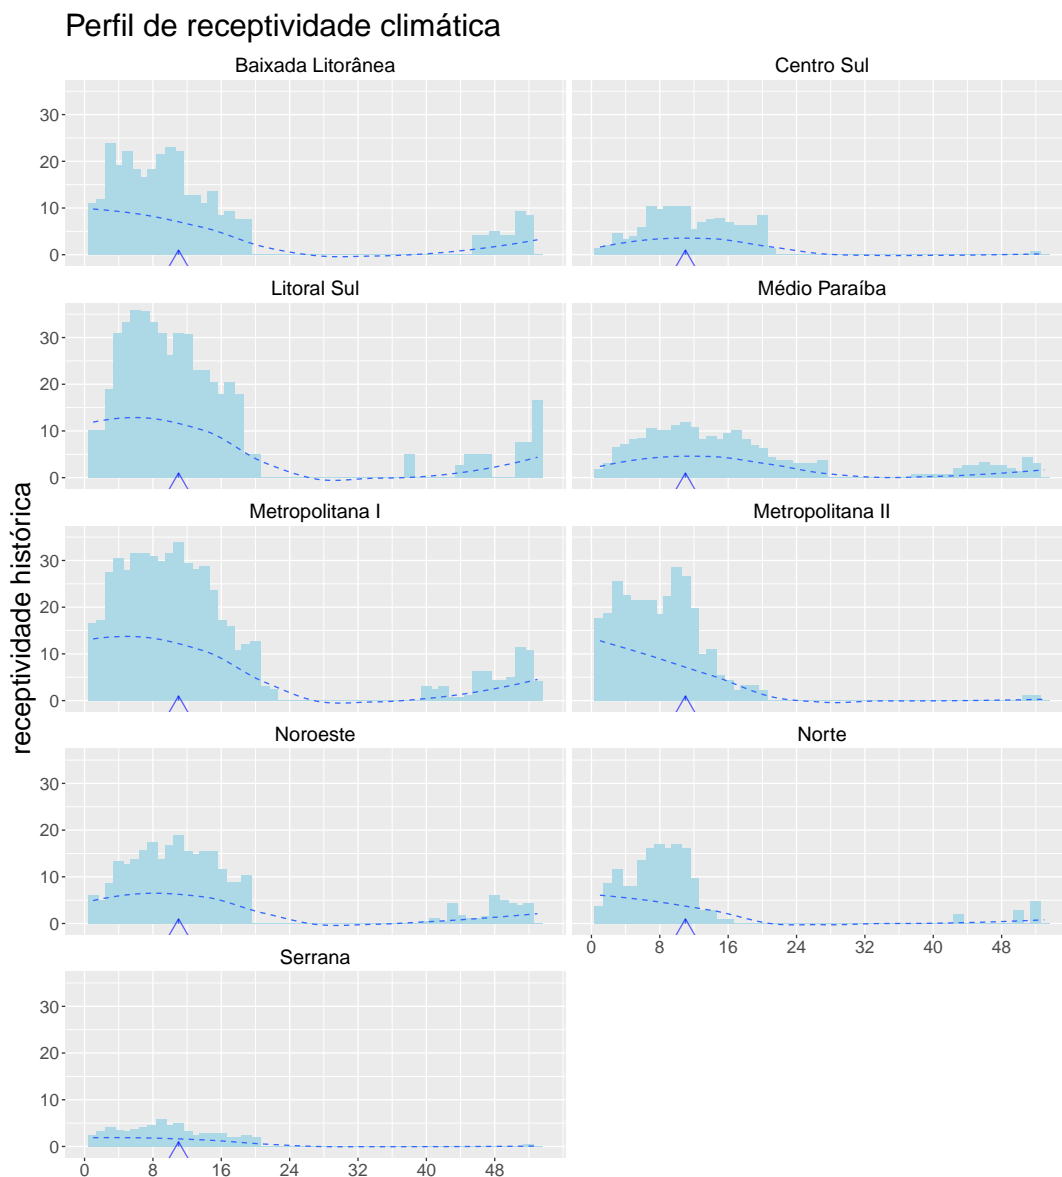 Perfil de receptividade climática
Baixada Litorânea
Centro Sul
30
20
10
0
Litoral Sul
Médio Paraíba
30
20
10
0
Metropolitana I
Metropolitana II
30
20
10
0
receptividade histórica
Noroeste
Norte
30
20
10
0
0 8 16 24 32 40 48
Serrana
30
20
10
0
0 8 16 24 32 40 48